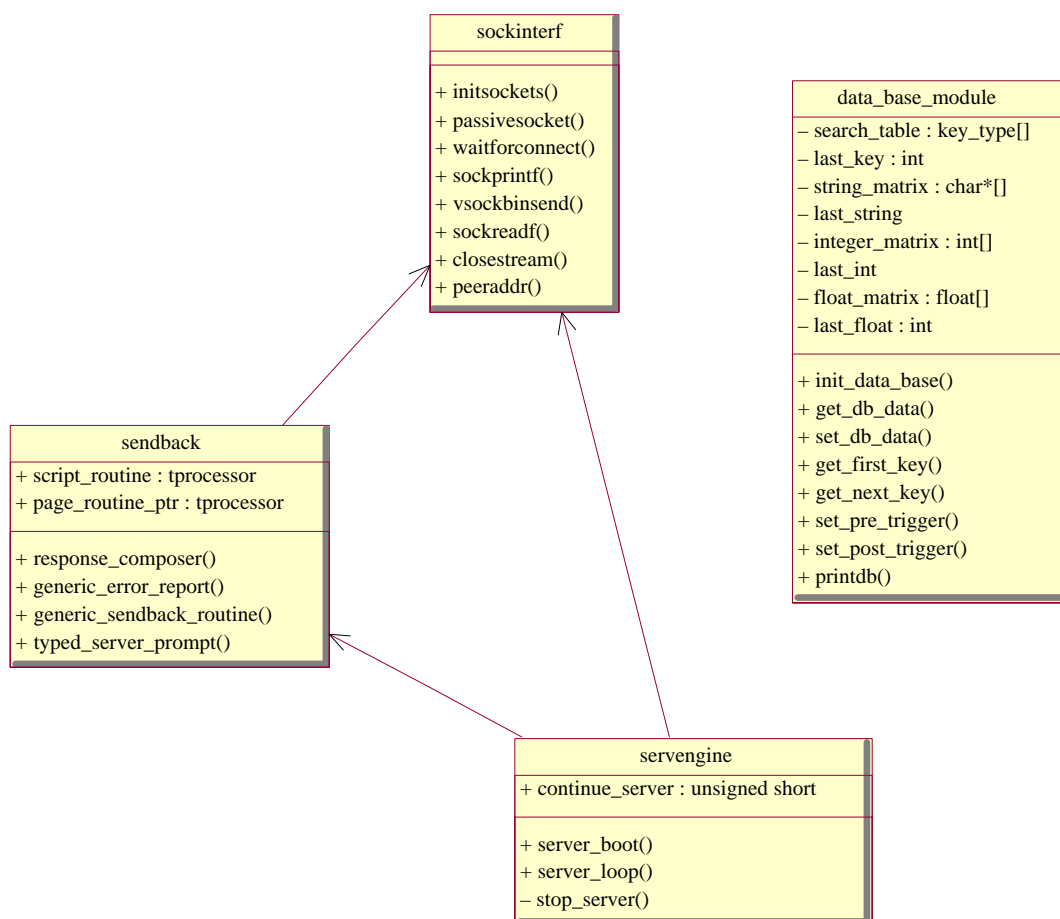 sockinterf
+ initsockets()
+ passivesocket()
+ waitforconnect()
+ sockprintf()
+ vsockbinsend()
+ sockreadf()
+ closestream()
+ peeraddr()
data_base_module
– search_table : key_type[]
– last_key : int
– string_matrix : char*[]
– last_string
– integer_matrix : int[]
– last_int
– float_matrix : float[]
– last_float : int
+ init_data_base()
+ get_db_data()
+ set_db_data()
+ get_first_key()
+ get_next_key()
+ set_pre_trigger()
+ set_post_trigger()
+ printdb()
sendback
+ script_routine : tprocessor
+ page_routine_ptr : tprocessor
+ response_composer()
+ generic_error_report()
+ generic_sendback_routine()
+ typed_server_prompt()
servengine
+ continue_server : unsigned short
+ server_boot()
+ server_loop()
– stop_server()